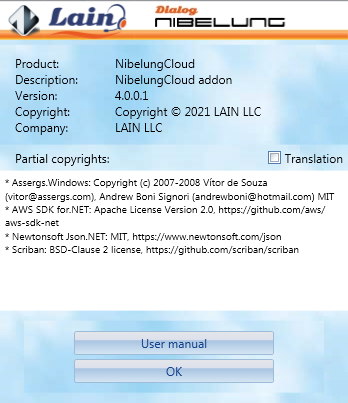 Lain Dialog NIBELUNG
Product: NibelungCloud
Description: NibelungCloud addon
Version: 4.0.0.1
Copyright: Copyright © 2021 LAIN LLC
Company: LAIN LLC
Partial copyrights: Translation
* Assergs.Windows: Copyright (c) 2007-2008 Vítor de Souza
(vitor@assergs.com), Andrew Boni Signori (andrewboni@hotmail.com) MIT
* AWS SDK for.NET: Apache License Version 2.0, https://github.com/aws/
aws-sdk-net
* Newtonsoft Json.NET: MIT, https://www.newtonsoft.com/json
* Scriban: BSD-Clause 2 license, https://github.com/scriban/scriban
User manual
OK